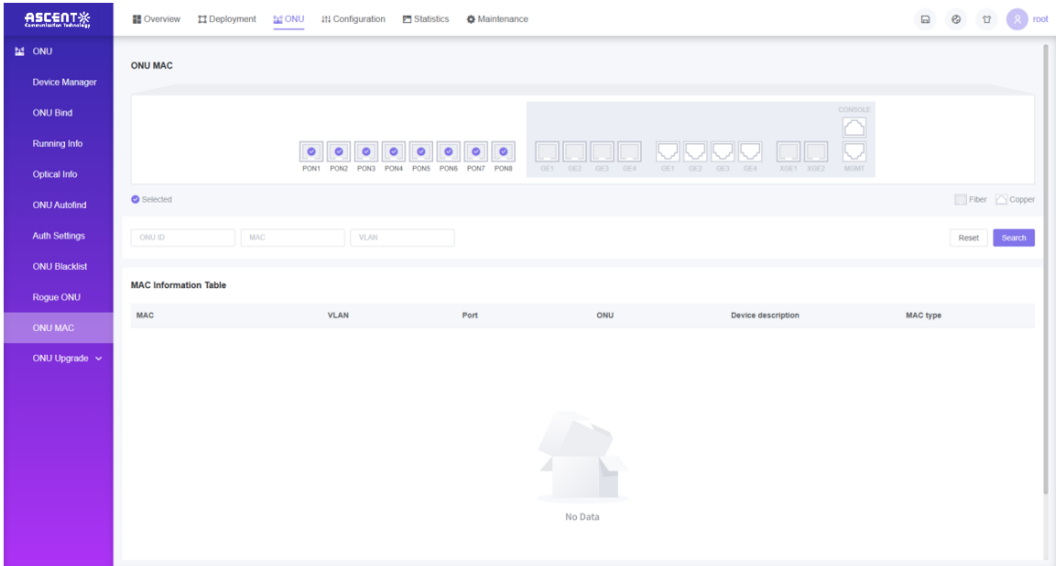 ASCENT
Communication Technology
Overview Deployment ONU Configuration Statistics Maintenance root
ONU
Device Manager
ONU Bind
Running Info
Optical Info
ONU Autofind
Auth Settings
ONU Blacklist
Rogue ONU
ONU MAC
ONU Upgrade
ONU MAC
CONSOLE
PON1 PON2 PON3 PON4 PON5 PON6 PON7 PON8 GE1 GE2 GE3 GE4 GE1 GE2 GE3 GE4 XGE1 XGE2 MGMT
Selected Fiber Copper
ONU ID MAC VLAN Reset Search
MAC Information Table
MAC VLAN Port ONU Device description MAC type
No Data